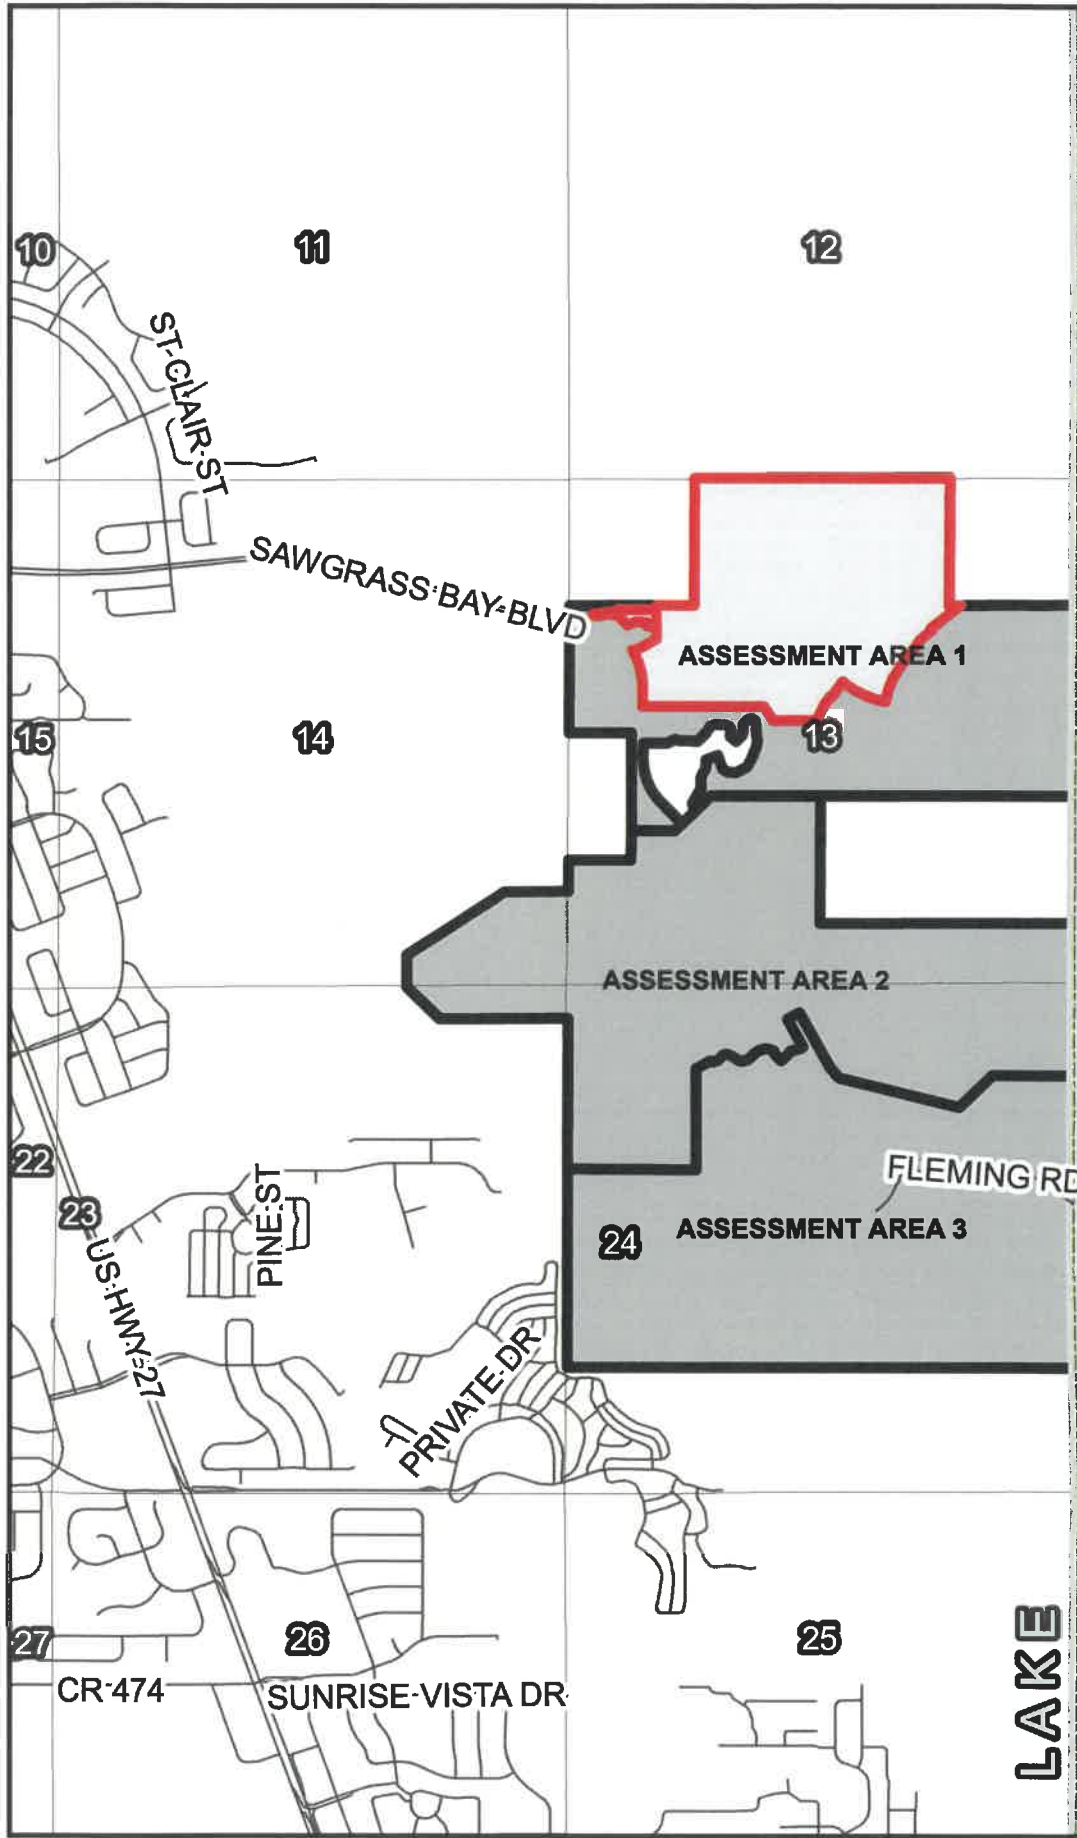 10
11
12
ST-CLAIR-ST
SAWGRASS-BAY-BLVD
ASSESSMENT AREA 1
15
14
13
ASSESSMENT AREA 2
22
23
PINE-ST
FLEMING RD
24
ASSESSMENT AREA 3
US-HWY-27
PRIVATE-DR
27
26
25
CR-474
SUNRISE-VISTA DR
LAKE